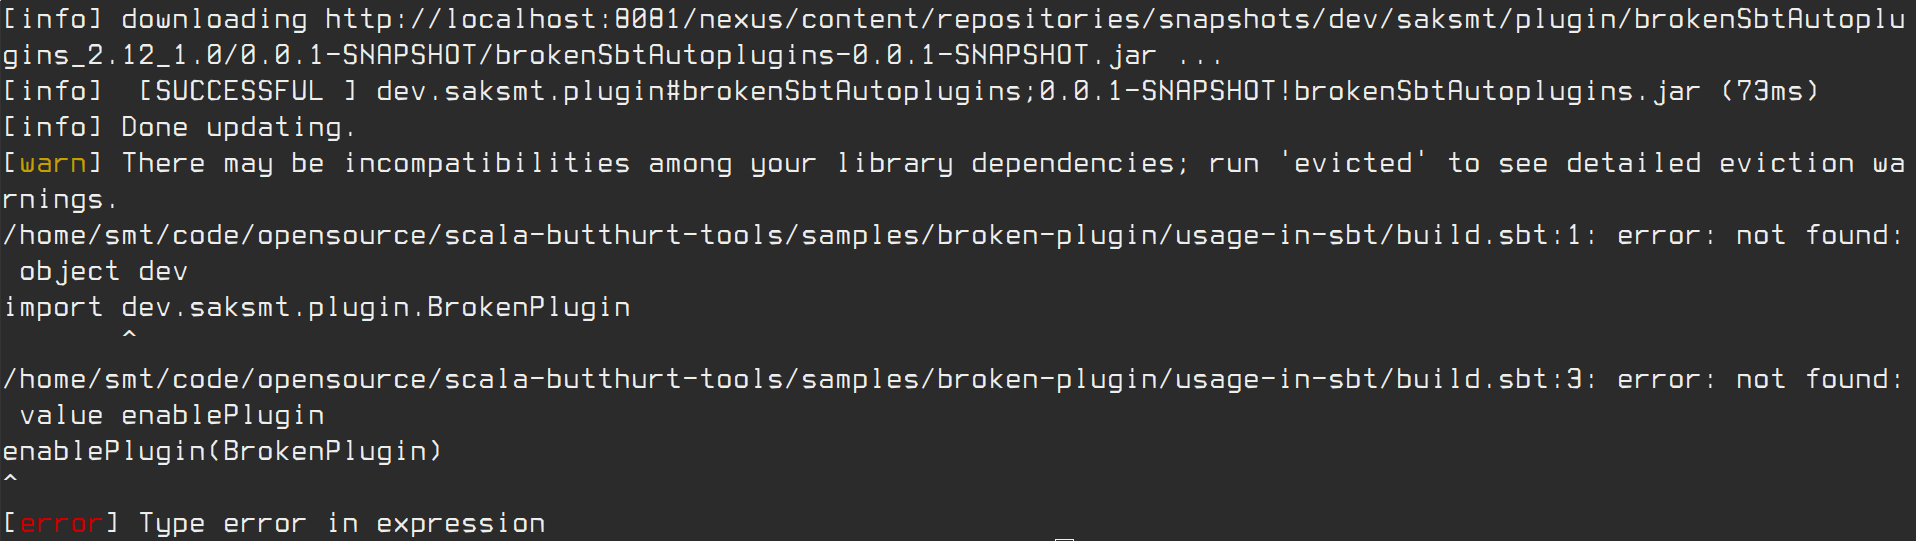 [info] downloading http://localhost:8081/nexus/content/repositories/snapshots/dev/saksmt/plugin/brokenSbtAutoplu
gins_2.12_1.0/0.0.1-SNAPSHOT/brokenSbtAutoplugins-0.0.1-SNAPSHOT.jar ...
[info]  [SUCCESSFUL ] dev.saksmt.plugin#brokenSbtAutoplugins;0.0.1-SNAPSHOT!brokenSbtAutoplugins.jar (73ms)
[info] Done updating.
[warn] There may be incompatibilities among your library dependencies; run 'evicted' to see detailed eviction wa
rnings.
/home/smt/code/opensource/scala-butthurt-tools/samples/broken-plugin/usage-in-sbt/build.sbt:1: error: not found:
 object dev
import dev.saksmt.plugin.BrokenPlugin
       ^
/home/smt/code/opensource/scala-butthurt-tools/samples/broken-plugin/usage-in-sbt/build.sbt:3: error: not found:
 value enablePlugin
enablePlugin(BrokenPlugin)
^
[error] Type error in expression